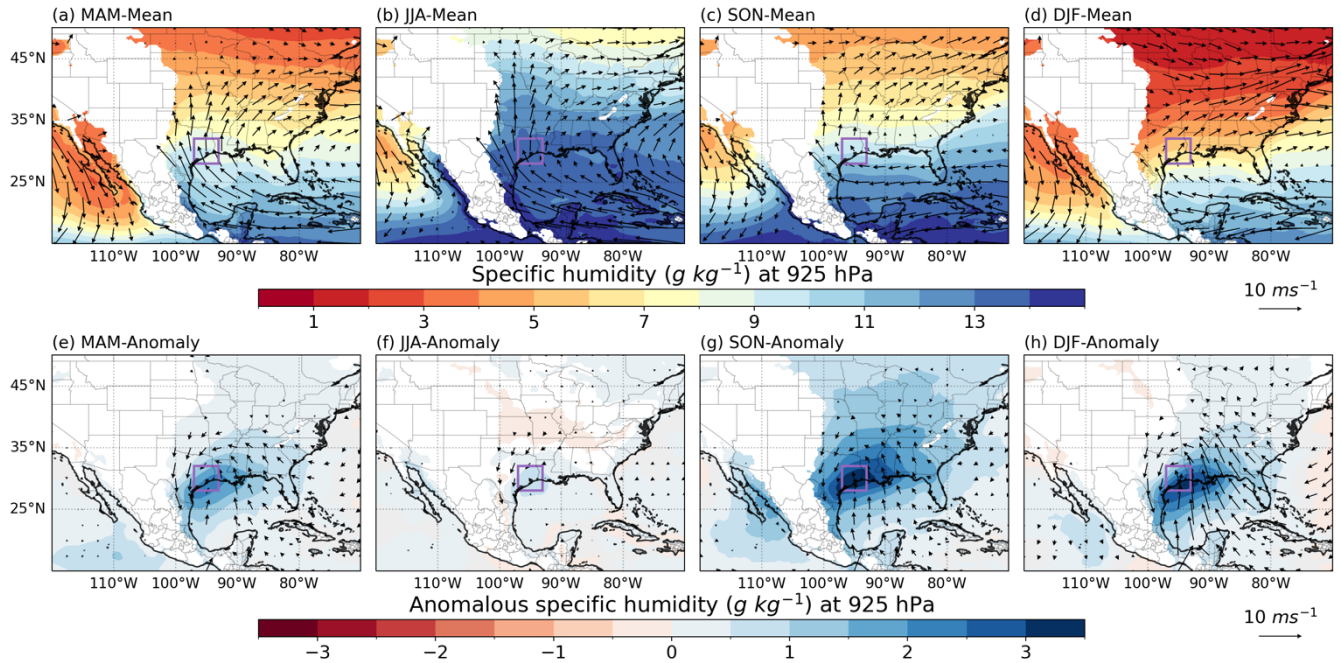 (a) MAM-Mean
(b) JJA-Mean
(c) SON-Mean
(d) DJF-Mean
45°N
35°N
25°N
110°W 100°W 90°W 80°W
110°W 100°W 90°W 80°W
110°W 100°W 90°W 80°W
110°W 100°W 90°W 80°W
Specific humidity (g kg⁻¹) at 925 hPa
1 3 5 7 9 11 13
10 ms⁻¹
(e) MAM-Anomaly
(f) JJA-Anomaly
(g) SON-Anomaly
(h) DJF-Anomaly
45°N
35°N
25°N
110°W 100°W 90°W 80°W
110°W 100°W 90°W 80°W
110°W 100°W 90°W 80°W
110°W 100°W 90°W 80°W
Anomalous specific humidity (g kg⁻¹) at 925 hPa
−3 −2 −1 0 1 2 3
10 ms⁻¹